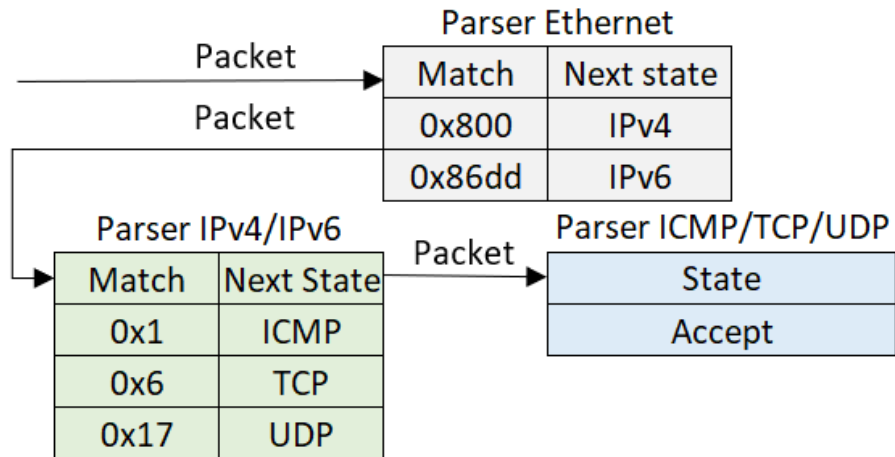 Parser Ethernet
Packet
Match Next state
0x800 IPv4
Packet
0x86dd IPv6
Parser IPv4/IPv6
Match Next State
0x1 ICMP
0x6 TCP
0x17 UDP
Packet
Parser ICMP/TCP/UDP
State
Accept